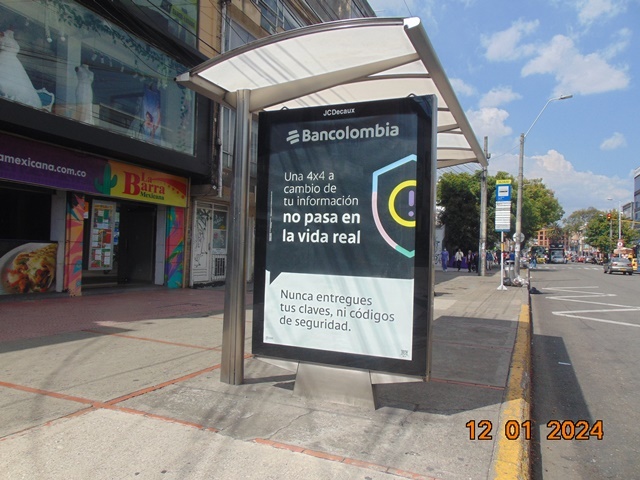 JCDecaux
Bancolombia
Una 4x4 a
cambio de
tu información
no pasa en
la vida real
Nunca entregues
tus claves, ni códigos
de seguridad.
amexicana.com.co
La
Barra
Mexicana
12 01 2024